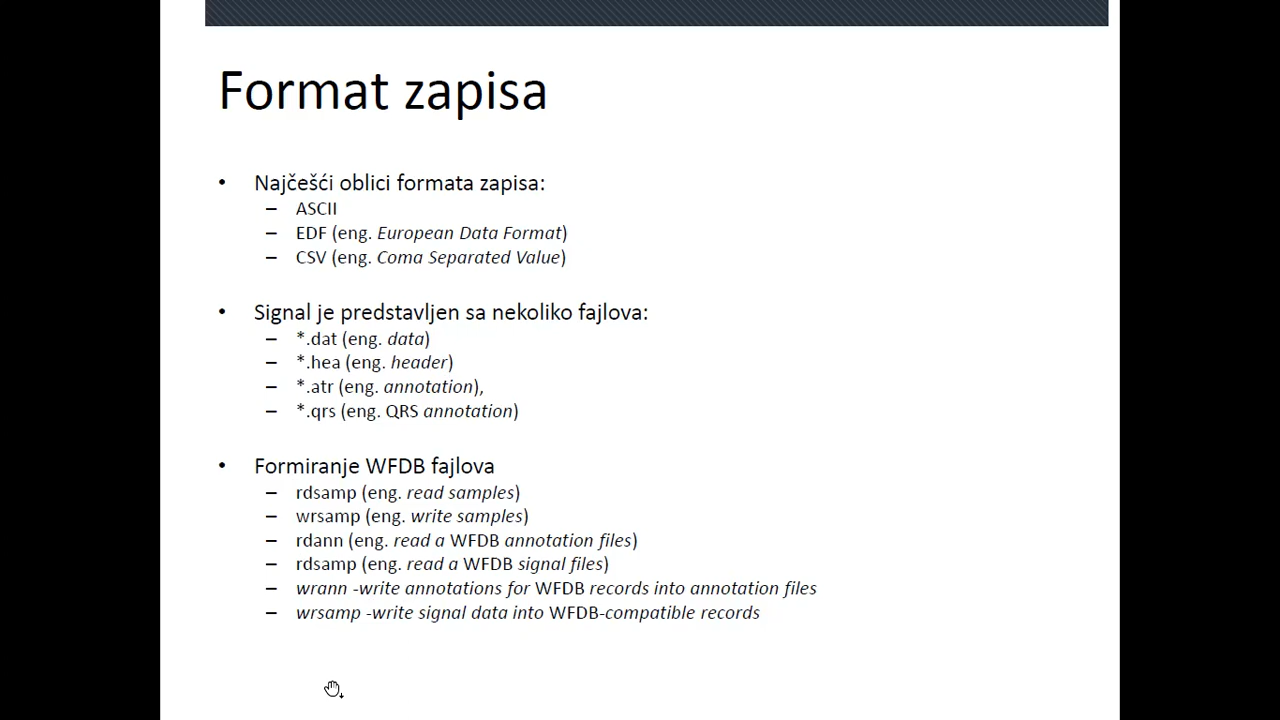 Format zapisa
• Najčešći oblici formata zapisa:
– ASCII
– EDF (eng. European Data Format)
– CSV (eng. Coma Separated Value)
• Signal je predstavljen sa nekoliko fajlova:
– *.dat (eng. data)
– *.hea (eng. header)
– *.atr (eng. annotation),
– *.qrs (eng. QRS annotation)
• Formiranje WFDB fajlova
– rdsamp (eng. read samples)
– wrsamp (eng. write samples)
– rdann (eng. read a WFDB annotation files)
– rdsamp (eng. read a WFDB signal files)
– wrann -write annotations for WFDB records into annotation files
– wrsamp -write signal data into WFDB-compatible records